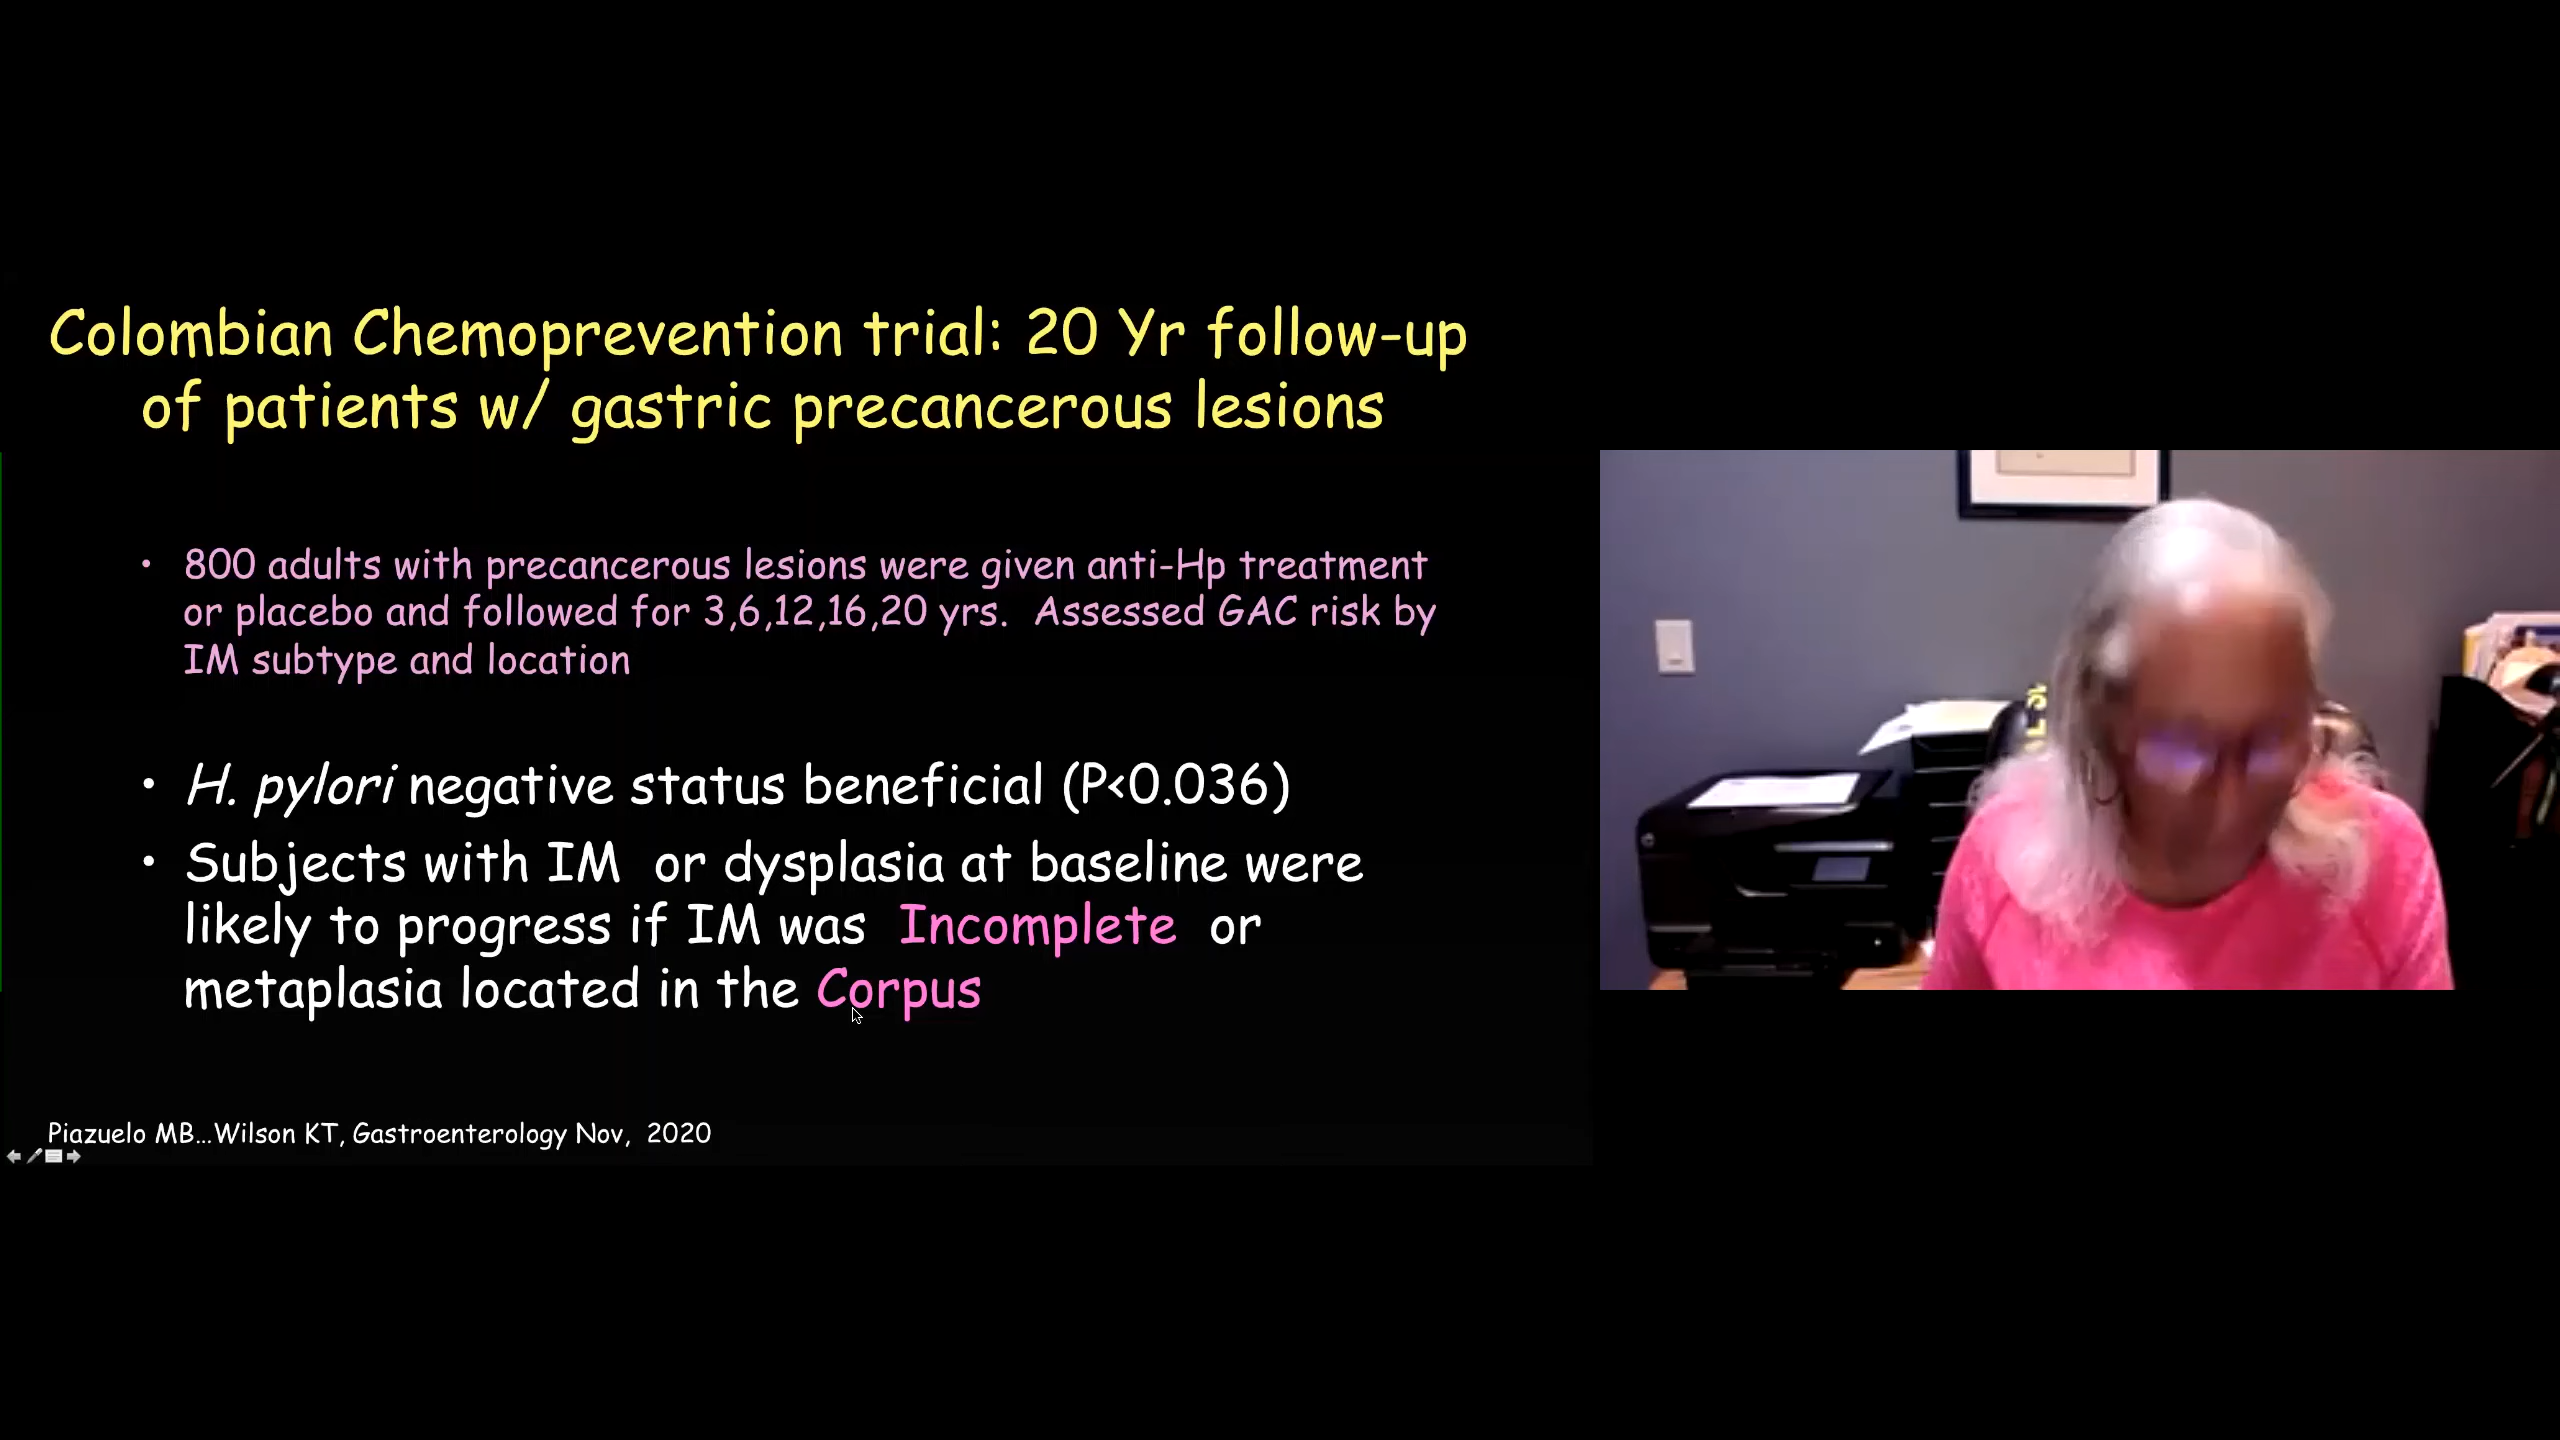 Colombian Chemoprevention trial: 20 Yr follow-up
of patients w/ gastric precancerous lesions
• 800 adults with precancerous lesions were given anti-Hp treatment
or placebo and followed for 3,6,12,16,20 yrs.  Assessed GAC risk by
IM subtype and location
• H. pylori negative status beneficial (P<0.036)
• Subjects with IM  or dysplasia at baseline were
likely to progress if IM was  Incomplete  or
metaplasia located in the Corpus
Piazuelo MB...Wilson KT, Gastroenterology Nov,  2020